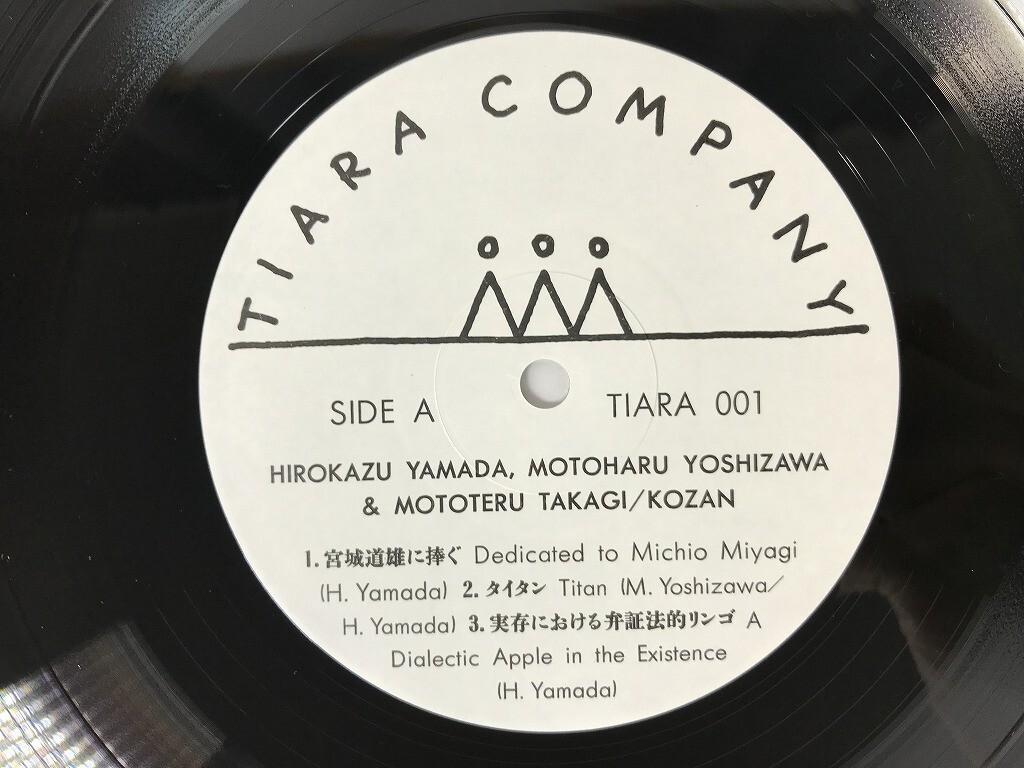 TIARA COMPANY
SIDE A TIARA 001
HIROKAZU YAMADA, MOTOHARU YOSHIZAWA
& MOTOTERU TAKAGI/KOZAN
1.宮城道雄に捧ぐ Dedicated to Michio Miyagi
(H. Yamada) 2. タイタン Titan (M. Yoshizawa/
H. Yamada) 3.実存における弁証法的リンゴ A
Dialectic Apple in the Existence
(H. Yamada)